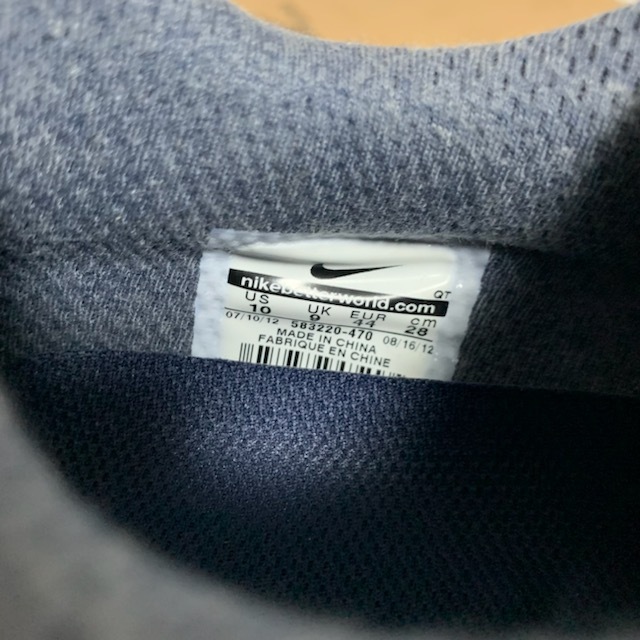 nikebetterworld.com
QT
US UK EUR cm
10 9 44 28
07/10/12 583220-470 08/16/12
MADE IN CHINA
FABRIQUE EN CHINE